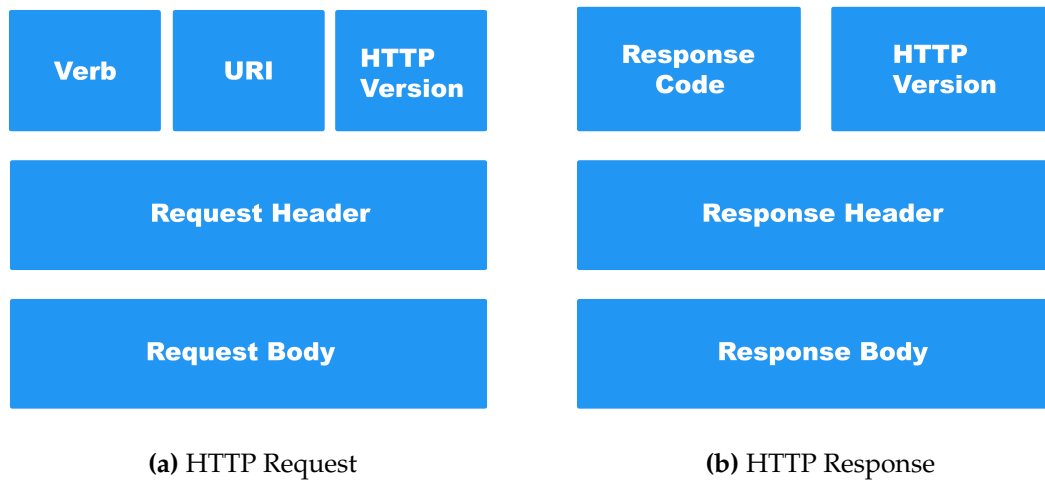 Verb
URI
HTTP
Version
Request Header
Request Body
(a) HTTP Request
Response
Code
HTTP
Version
Response Header
Response Body
(b) HTTP Response